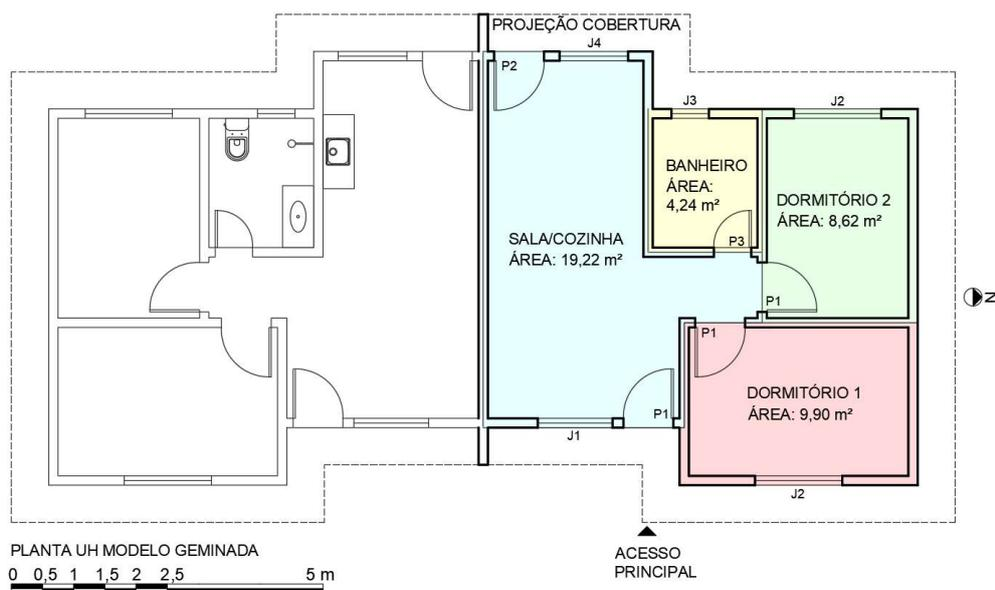 PROJEÇÃO COBERTURA
J4
P2
J3
J2
BANHEIRO
ÁREA:
4,24 m²
DORMITÓRIO 2
ÁREA: 8,62 m²
SALA/COZINHA
ÁREA: 19,22 m²
P3
P1
P1
N
DORMITÓRIO 1
ÁREA: 9,90 m²
P1
J1
J2
PLANTA UH MODELO GEMINADA
0 0,5 1 1,5 2 2,5 5 m
ACESSO
PRINCIPAL